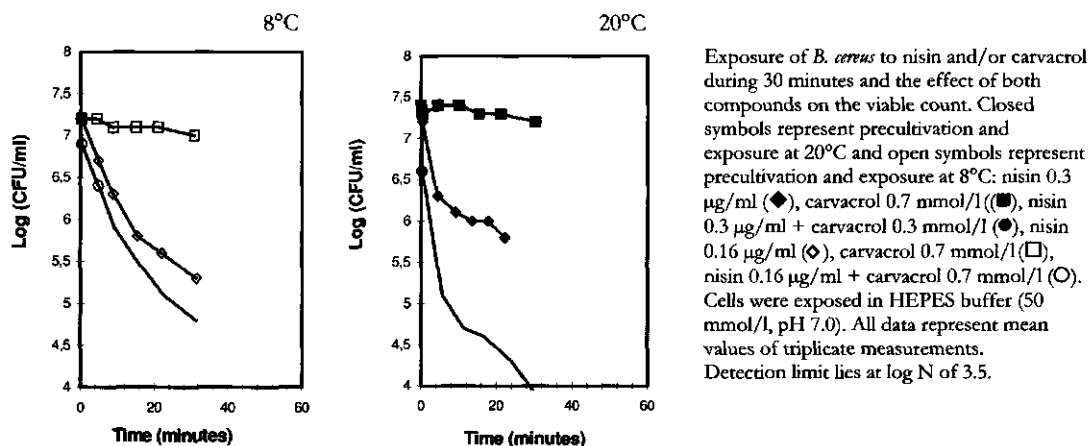 8°C
8
7,5
7
6,5
6
5,5
5
4,5
4
0
20
40
60
Log (CFU/ml)
Time (minutes)
20°C
8
7,5
7
6,5
6
5,5
5
4,5
4
0
20
40
60
Log (CFU/ml)
Time (minutes)
Exposure of B. cereus to nisin and/or carvacrol
during 30 minutes and the effect of both
compounds on the viable count. Closed
symbols represent precultivation and
exposure at 20°C and open symbols represent
precultivation and exposure at 8°C: nisin 0.3
µg/ml (◆), carvacrol 0.7 mmol/l((■), nisin
0.3 µg/ml + carvacrol 0.3 mmol/l (●), nisin
0.16 µg/ml (◇), carvacrol 0.7 mmol/l(□),
nisin 0.16 µg/ml + carvacrol 0.7 mmol/l (○).
Cells were exposed in HEPES buffer (50
mmol/l, pH 7.0). All data represent mean
values of triplicate measurements.
Detection limit lies at log N of 3.5.